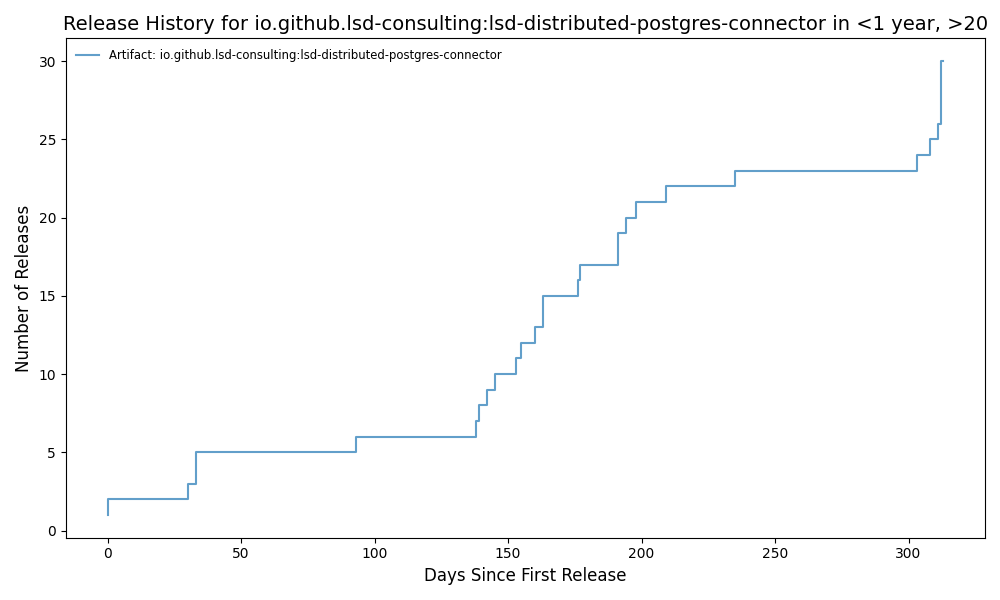 Release History for io.github.lsd-consulting:lsd-distributed-postgres-connector in <1 year, >20
Artifact: io.github.lsd-consulting:lsd-distributed-postgres-connector
30
25
20
15
10
5
0
Number of Releases
0 50 100 150 200 250 300
Days Since First Release